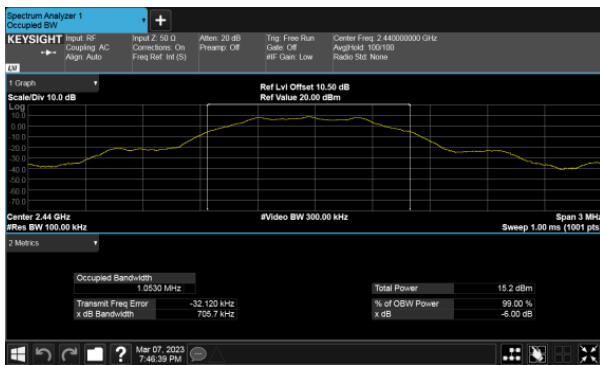 Spectrum Analyzer 1
Occupied BW
KEYSIGHT
Input: RF
Coupling: AC
Align: Auto
Input Z: 50 Ω
Corrections: On
Freq Ref: Int (S)
Atten: 20 dB
Preamp: Off
Trig: Free Run
Gate: Off
#IF Gain: Low
Center Freq: 2.440000000 GHz
Avg|Hold: 100/100
Radio Std: None
LXI
1 Graph
Scale/Div 10.0 dB
Ref Lvl Offset 10.50 dB
Ref Value 20.00 dBm
Log
10.0
0.00
-10.0
-20.0
-30.0
-40.0
-50.0
-60.0
-70.0
Center 2.44 GHz
#Res BW 100.00 kHz
#Video BW 300.00 kHz
Span 3 MHz
Sweep 1.00 ms (1001 pts
2 Metrics
Occupied Bandwidth
1.0530 MHz
Transmit Freq Error -32.120 kHz
x dB Bandwidth 705.7 kHz
Total Power 15.2 dBm
% of OBW Power 99.00 %
x dB -6.00 dB
?
Mar 07, 2023
7:46:39 PM